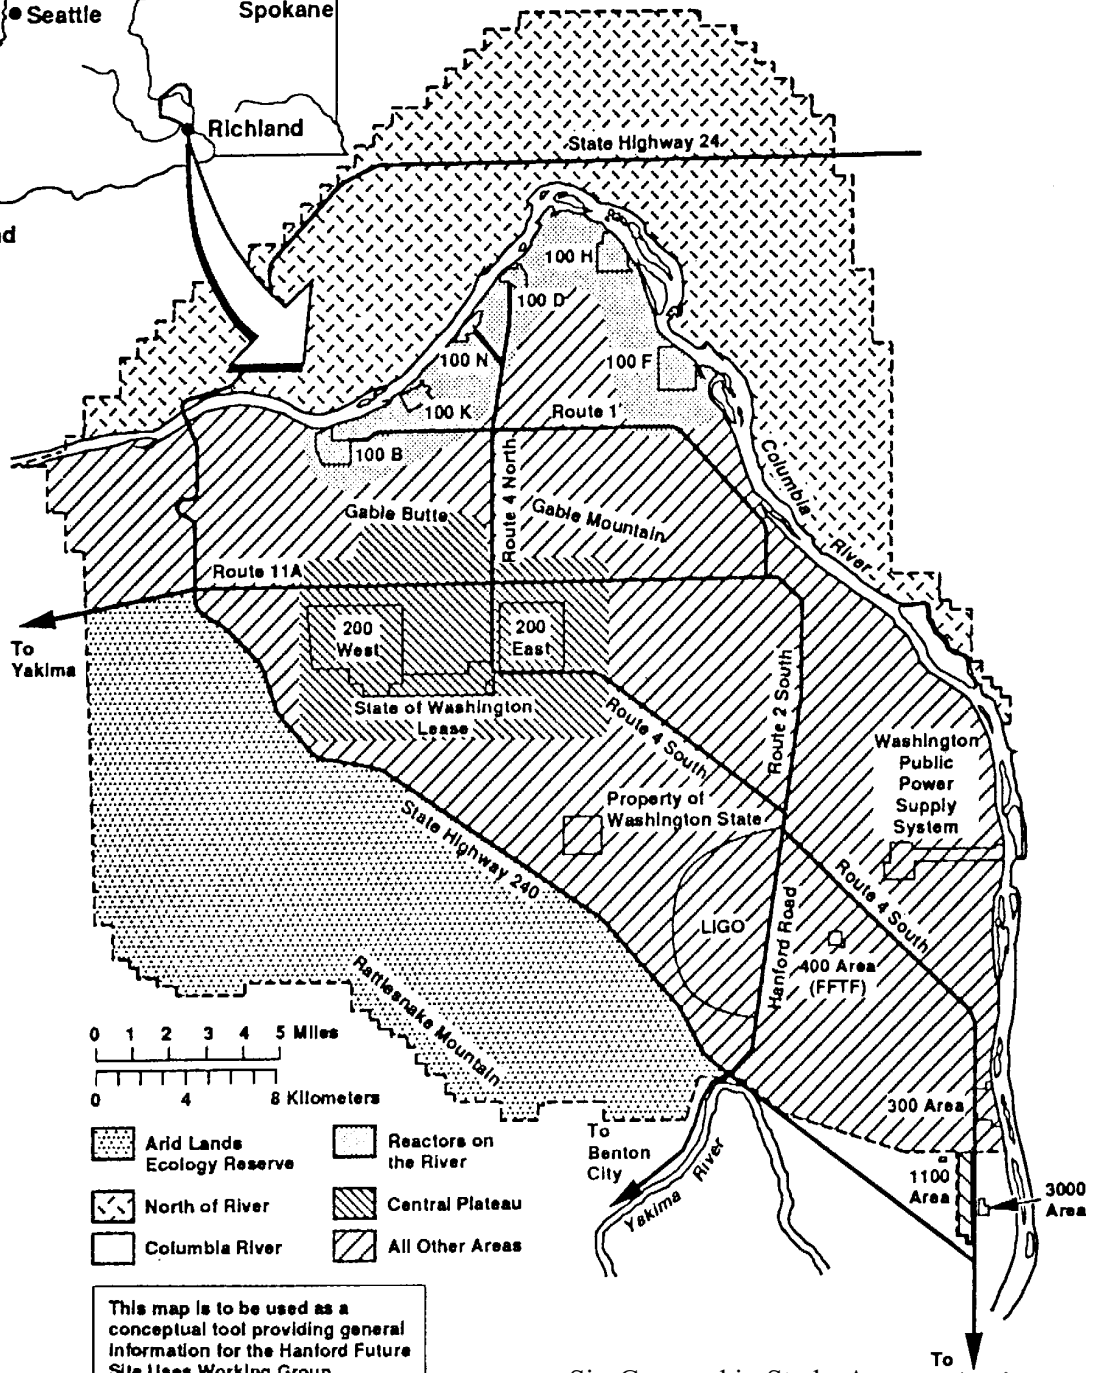 Seattle
Spokane
Richland
State Highway 24
100 H
100 D
100 N
100 F
100 K
Route 1
100 B
Columbia
River
Route 4 North
Gable Butte
Gable Mountain
Route 11A
To
Yakima
200
West
200
East
State of Washington
Lease
Route 4 South
Route 2 South
Washington
Public
Power
Supply
System
Property of
Washington State
State Highway 240
Route 4 South
LIGO
Hanford Road
400 Area
(FFTF)
Rattlesnake Mountain
0 1 2 3 4 5 Miles
0 4 8 Kilometers
300 Area
To
Benton
City
Yakima River
1100
Area
3000
Area
Arid Lands
Ecology Reserve
Reactors on
the River
North of River
Central Plateau
Columbia River
All Other Areas
This map is to be used as a
conceptual tool providing general
information for the Hanford Future
Site Uses Working Group
To